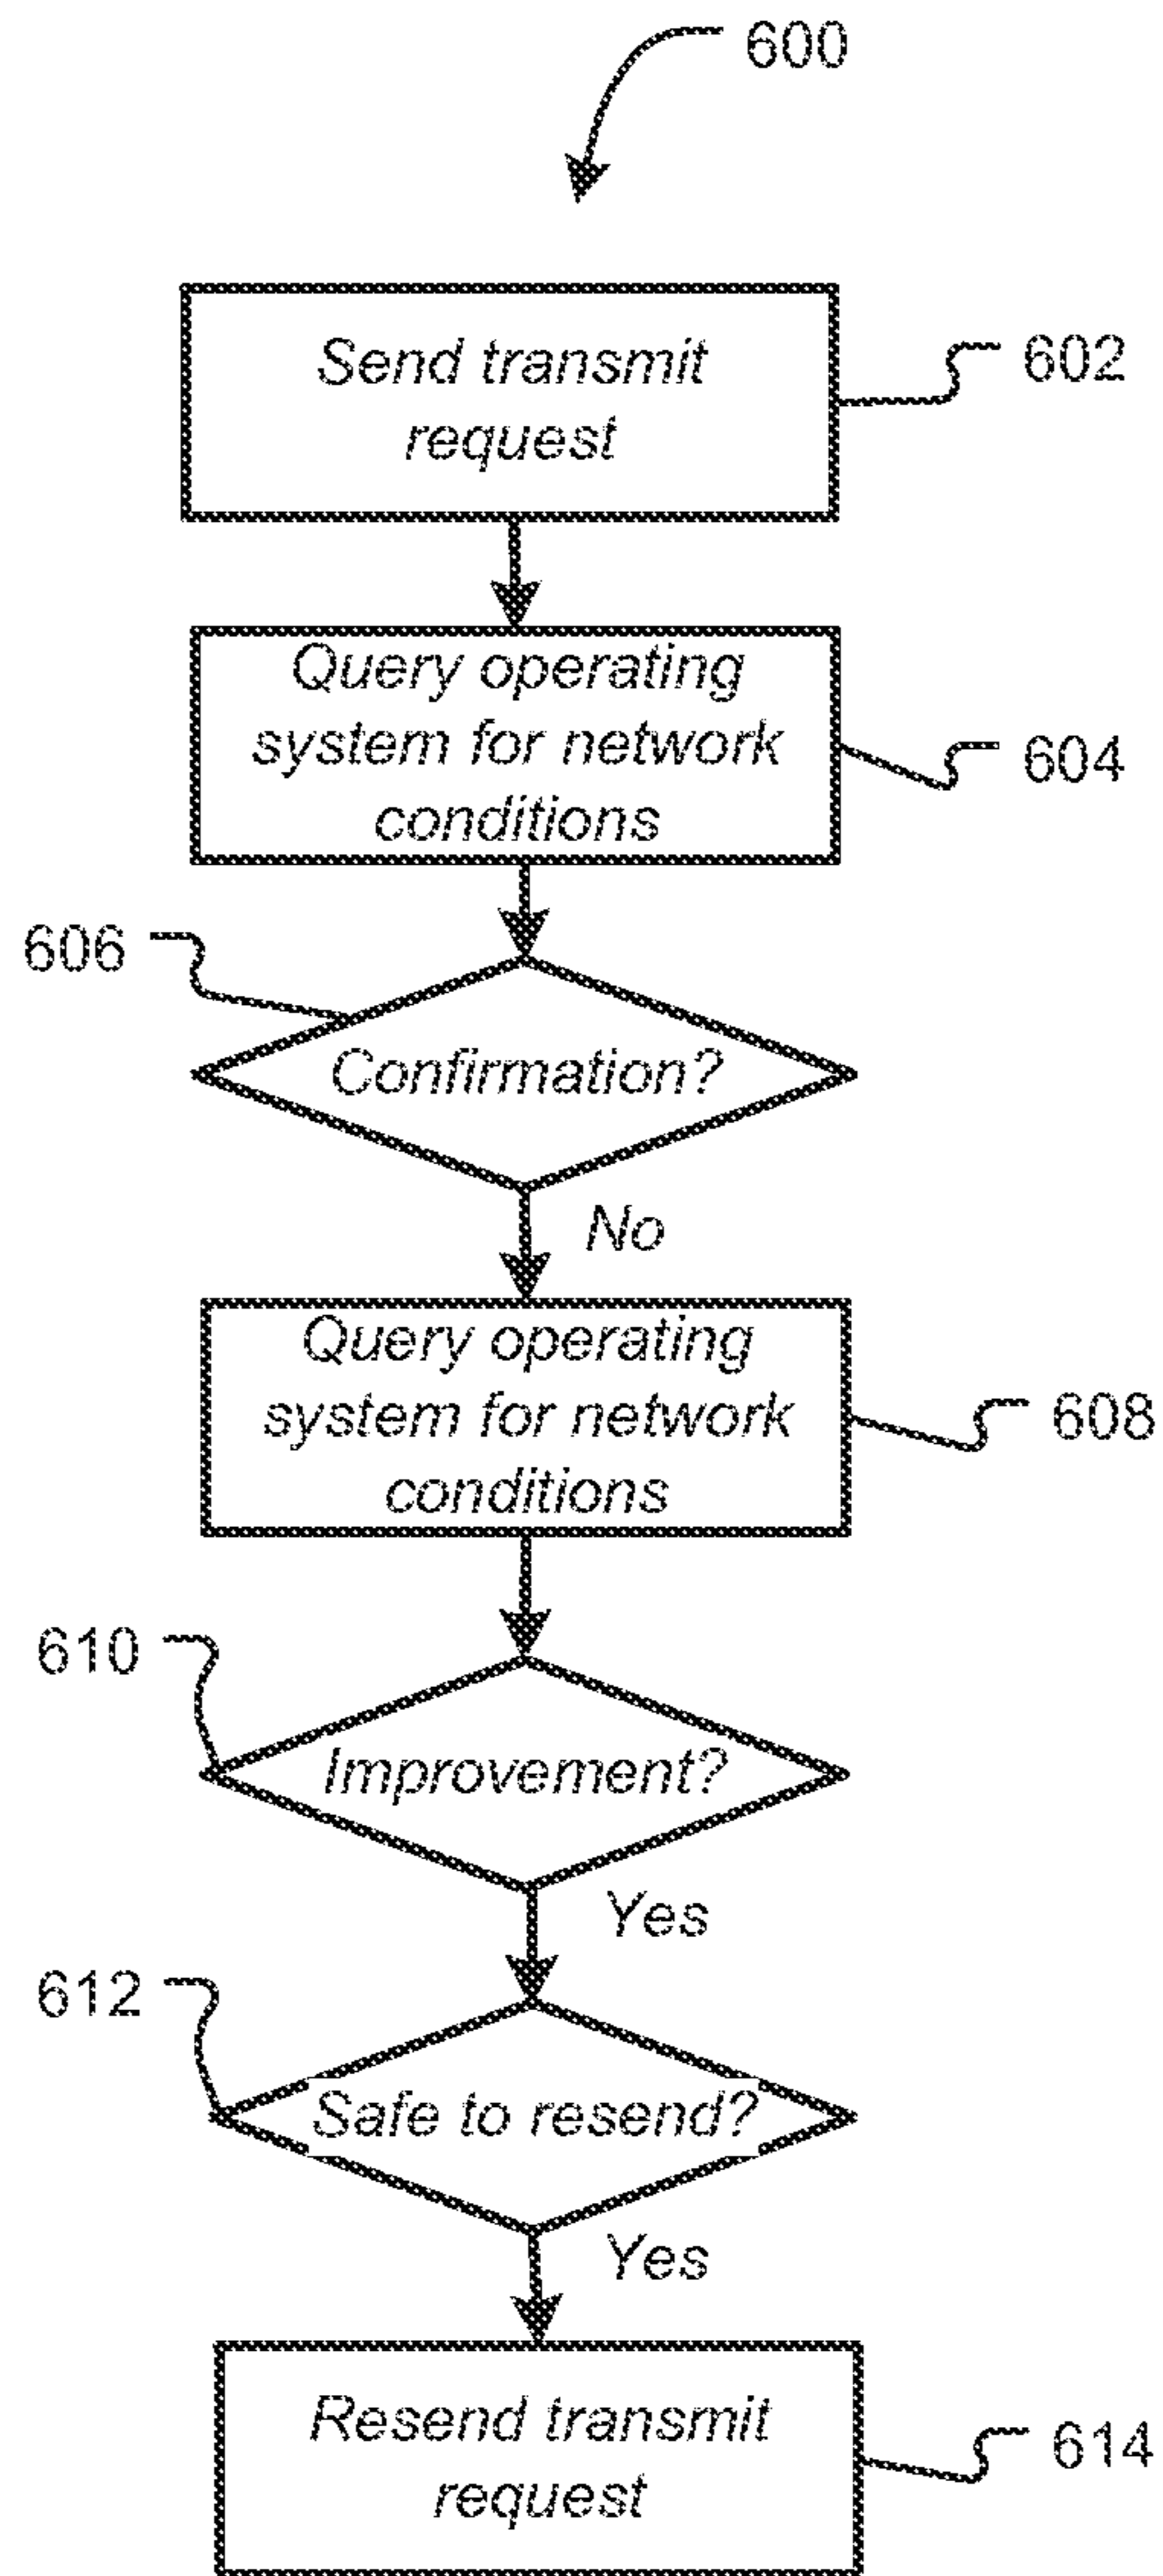 600
Send transmit
request
602
Query operating
system for network
conditions
604
606
Confirmation?
No
Query operating
system for network
conditions
608
610
Improvement?
Yes
612
Safe to resend?
Yes
Resend transmit
request
614